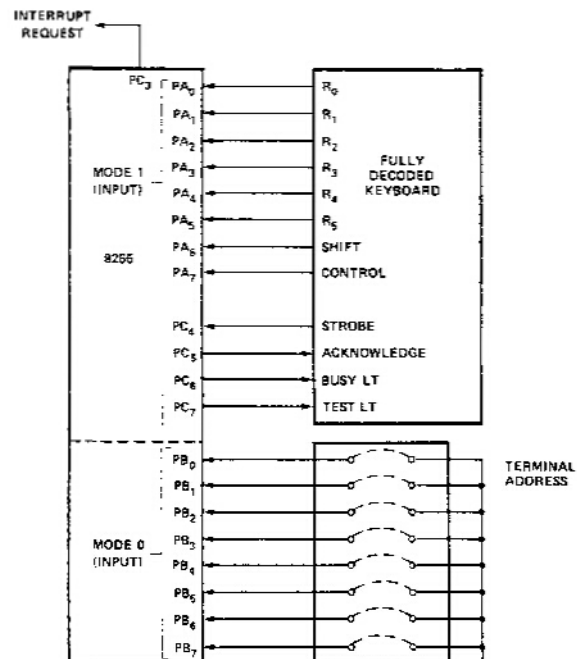 INTERRUPT
REQUEST
PC3
PA0
R0
PA1
R1
PA2
R2
MODE 1
(INPUT)
PA3
R3
FULLY
DECODED
KEYBOARD
PA4
R4
PA5
R5
8255
PA6
SHIFT
PA7
CONTROL
PC4
STROBE
PC5
ACKNOWLEDGE
PC6
BUSY LT
PC7
TEST LT
PB0
TERMINAL
ADDRESS
PB1
PB2
MODE 0
(INPUT)
PB3
PB4
PB5
PB6
PB7